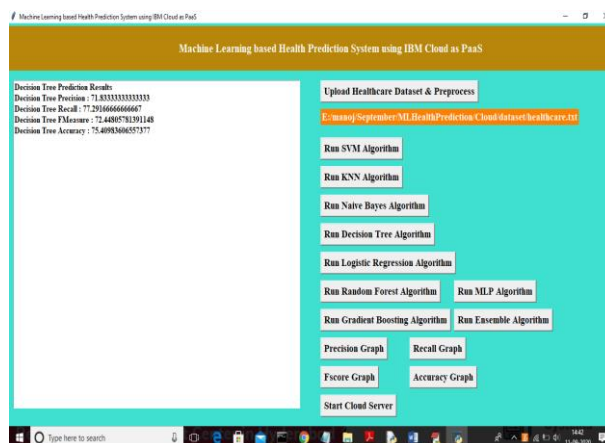 Machine Learning based Health Prediction System using IBM Cloud as PaaS
Machine Learning based Health Prediction System using IBM Cloud as PaaS
Decision Tree Prediction Results
Decision Tree Precision : 71.83333333333333
Decision Tree Recall : 77.29166666666667
Decision Tree FMeasure : 72.44805781391148
Decision Tree Accuracy : 75.40983606557377
Upload Healthcare Dataset & Preprocess
E:/manoj/September/MLHealthPrediction/Cloud/dataset/healthcare.txt
Run SVM Algorithm
Run KNN Algorithm
Run Naive Bayes Algorithm
Run Decision Tree Algorithm
Run Logistic Regression Algorithm
Run Random Forest Algorithm
Run MLP Algorithm
Run Gradient Boosting Algorithm
Run Ensemble Algorithm
Precision Graph
Recall Graph
Fscore Graph
Accuracy Graph
Start Cloud Server
Type here to search
14:42